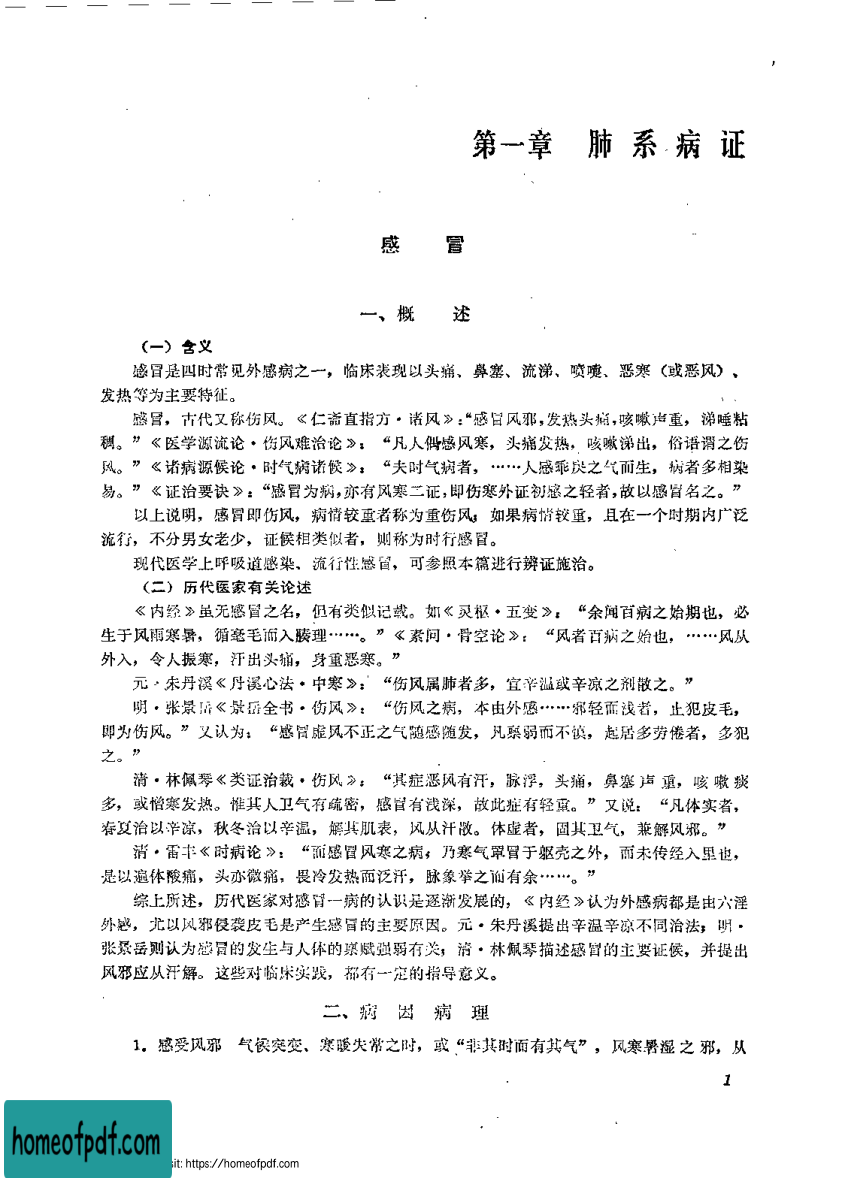 第一章 肺系病证
感冒
一、概述
（一）含义
感冒是四时常见外感病之一，临床表现以头痛、鼻塞、流涕、喷嚏、恶寒（或恶风）、
发热等为主要特征。
感冒，古代又称伤风。《仁斋直指方·诸风》：“感冒风邪，发热头痛，咳嗽声重，涕唾粘
稠。”《医学源流论·伤风难治论》：“凡人偶感风寒，头痛发热，咳嗽涕出，俗语谓之伤
风。”《诸病源候论·时气病诸候》：“夫时气病者，……人感乖戾之气而生，病者多相染
易。”《证治要诀》：“感冒为病，亦有风寒二证，即伤寒外证初感之轻者，故以感冒名之。”
以上说明，感冒即伤风，病情较重者称为重伤风；如果病情较重，且在一个时期内广泛
流行，不分男女老少，证候相类似者，则称为时行感冒。
现代医学上呼吸道感染、流行性感冒，可参照本篇进行辨证施治。
（二）历代医家有关论述
《内经》虽无感冒之名，但有类似记载。如《灵枢·五变》：“余闻百病之始期也，必
生于风雨寒暑，循毫毛而入腠理……。”《素问·骨空论》：“风者百病之始也，……风从
外入，令人振寒，汗出头痛，身重恶寒。”
元·朱丹溪《丹溪心法·中寒》：“伤风属肺者多，宜辛温或辛凉之剂散之。”
明·张景岳《景岳全书·伤风》：“伤风之病，本由外感……邪轻而浅者，止犯皮毛，
即为伤风。”又认为：“感冒虚风不正之气随感随发，凡禀弱而不慎，起居多劳倦者，多犯
之。”
清·林佩琴《类证治裁·伤风》：“其症恶风有汗，脉浮，头痛，鼻塞声重，咳嗽痰
多，或憎寒发热。惟其人卫气有疏密，感冒有浅深，故此症有轻重。”又说：“凡体实者，
春夏治以辛凉，秋冬治以辛温，解其肌表，风从汗散。体虚者，固其卫气，兼解风邪。”
清·雷丰《时病论》：“而感冒风寒之病，乃寒气罩冒于躯壳之外，而未传经入里也，
是以遍体酸痛，头亦微痛，畏冷发热而泛汗，脉象举之而有余……。”
综上所述，历代医家对感冒一病的认识是逐渐发展的，《内经》认为外感病都是由六淫
外感，尤以风邪侵袭皮毛是产生感冒的主要原因。元·朱丹溪提出辛温辛凉不同治法；明·
张景岳则认为感冒的发生与人体的禀赋强弱有关；清·林佩琴描述感冒的主要证候，并提出
风邪应从汗解。这些对临床实践，都有一定的指导意义。
二、病因病理
1．感受风邪 气候突变、寒暖失常之时，或“非其时而有其气”，风寒暑湿之邪，从
1
homeofpdf.com
sit: https://homeofpdf.com